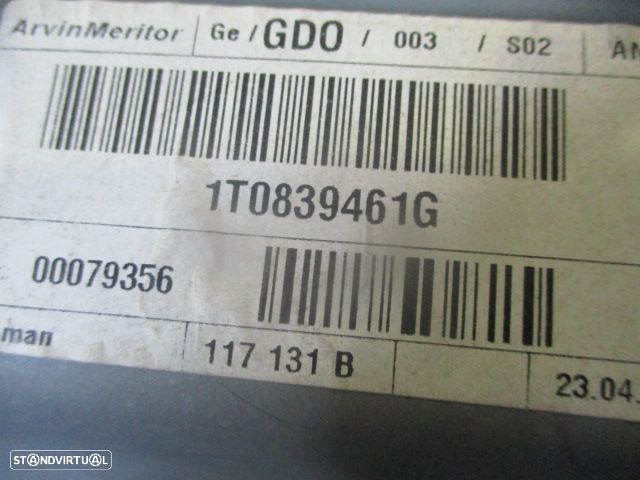 ArvinMeritor Ge / GDO / 003 / S02 AN
1T0839461G
00079356
man 117 131 B 23.04.
STANDVIRTUAL